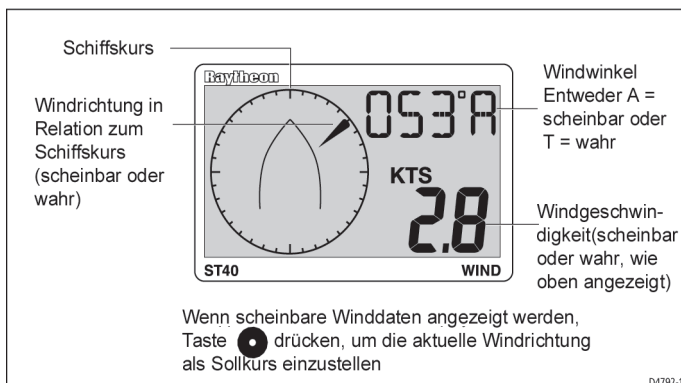 Schiffskurs
Windrichtung in
Relation zum
Schiffskurs
(scheinbar oder
wahr)
Raytheon
053°A
KTS
2.8
ST40
WIND
Windwinkel
Entweder A =
scheinbar oder
T = wahr
Windgeschwin-
digkeit(scheinbar
oder wahr, wie
oben angezeigt)
Wenn scheinbare Winddaten angezeigt werden,
Taste drücken, um die aktuelle Windrichtung
als Sollkurs einzustellen
D4792-1